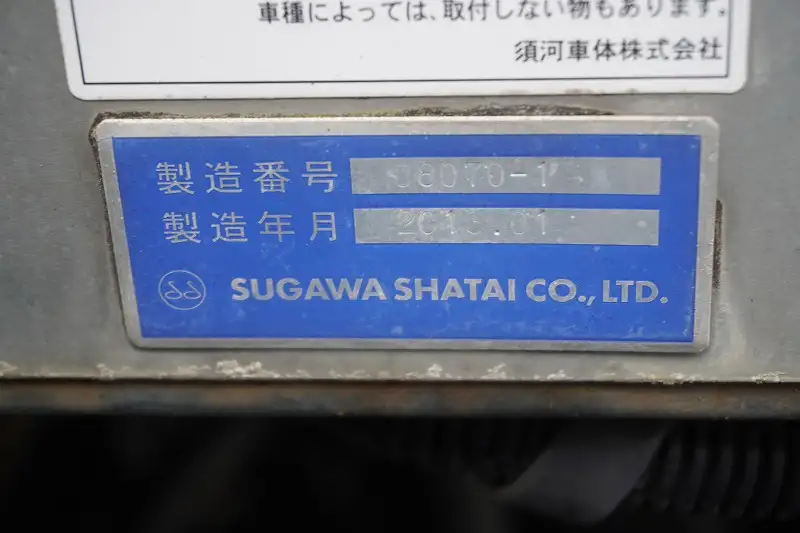 車種によっては、取付しない物もあります。
須河車体株式会社
製造番号
製造年月 2013.01
SUGAWA SHATAI CO., LTD.